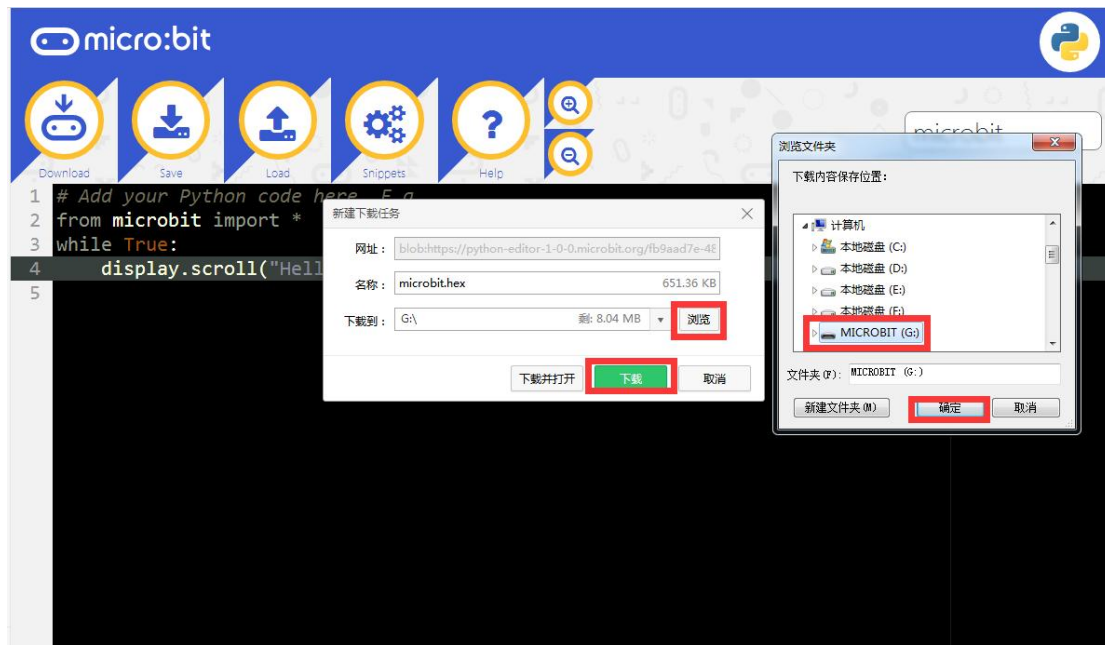 micro:bit
Download
Save
Load
Snippets
Help
microbit
1 # Add your Python code here. E.g.
2 from microbit import *
3 while True:
4 display.scroll("Hell
5
新建下载任务
网址： blob:https://python-editor-1-0-0.microbit.org/fb9aad7e-48
名称： microbit.hex 651.36 KB
下载到： G:\ 剩: 8.04 MB 浏览
下载并打开 下载 取消
浏览文件夹
下载内容保存位置：
计算机
本地磁盘 (C:)
本地磁盘 (D:)
本地磁盘 (E:)
本地磁盘 (F:)
MICROBIT (G:)
文件夹(F): MICROBIT (G:)
新建文件夹(M) 确定 取消